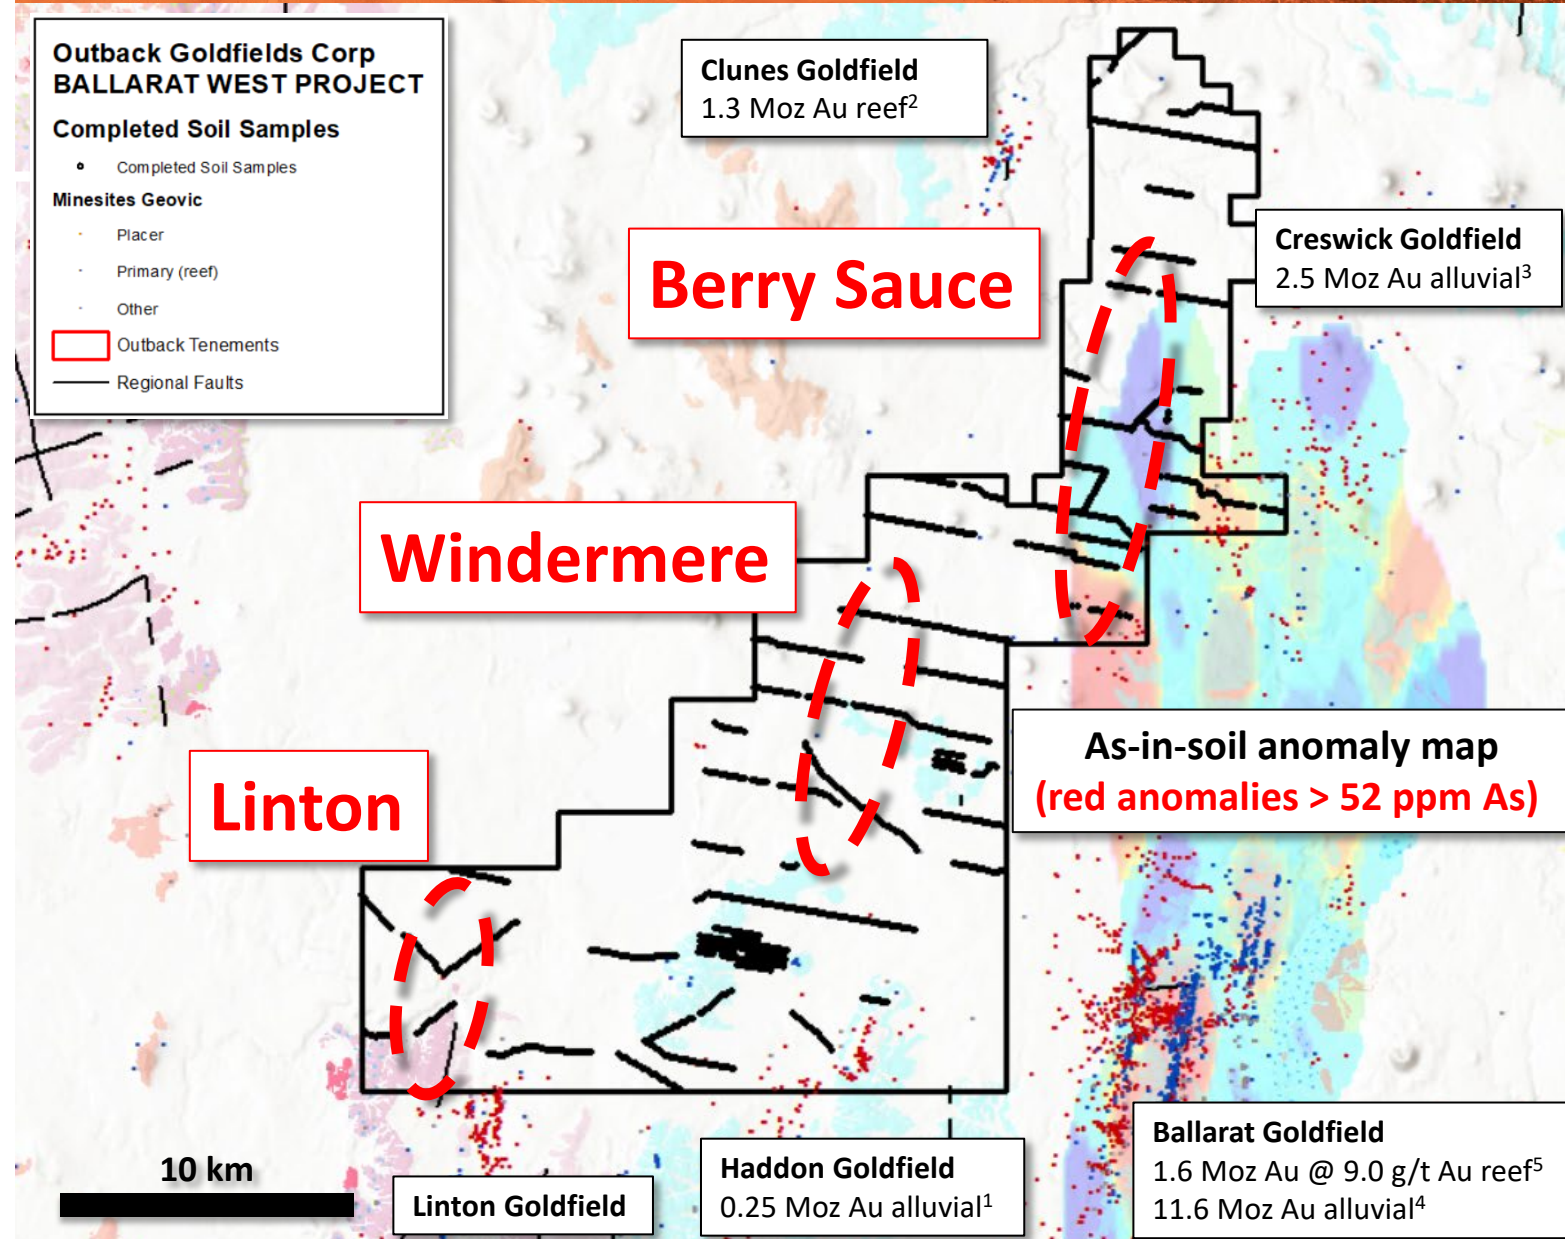 Outback Goldfields Corp
BALLARAT WEST PROJECT
Completed Soil Samples
Completed Soil Samples
Minesites Geovic
Placer
Primary (reef)
Other
Outback Tenements
Regional Faults
Clunes Goldfield
1.3 Moz Au reef²
Creswick Goldfield
2.5 Moz Au alluvial³
Berry Sauce
Windermere
Linton
As-in-soil anomaly map
(red anomalies > 52 ppm As)
10 km
Linton Goldfield
Haddon Goldfield
0.25 Moz Au alluvial¹
Ballarat Goldfield
1.6 Moz Au @ 9.0 g/t Au reef⁵
11.6 Moz Au alluvial⁴